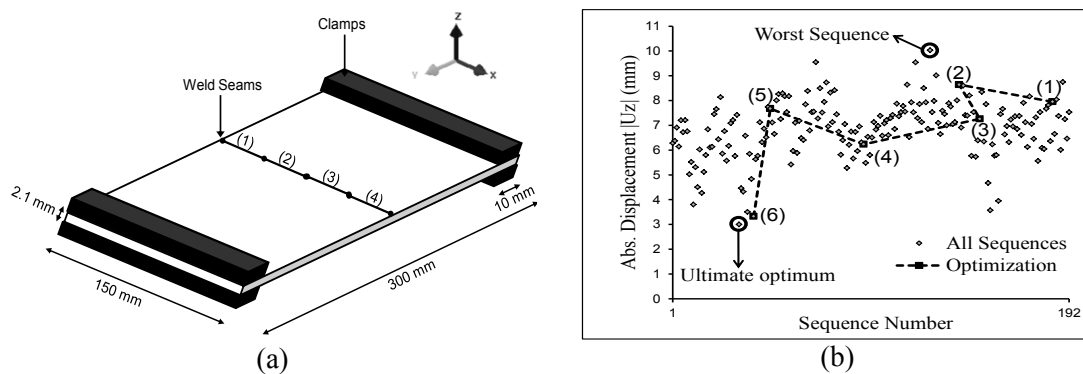 Clamps
Z
Y
X
Weld Seams
(1)
(2)
(3)
(4)
2.1 mm
10 mm
150 mm
300 mm
(a)
Abs. Displacement |Uz| (mm)
11
10
9
8
7
6
5
4
3
2
1
0
Worst Sequence
(1)
(2)
(3)
(4)
(5)
(6)
Ultimate optimum
All Sequences
Optimization
1
192
Sequence Number
(b)